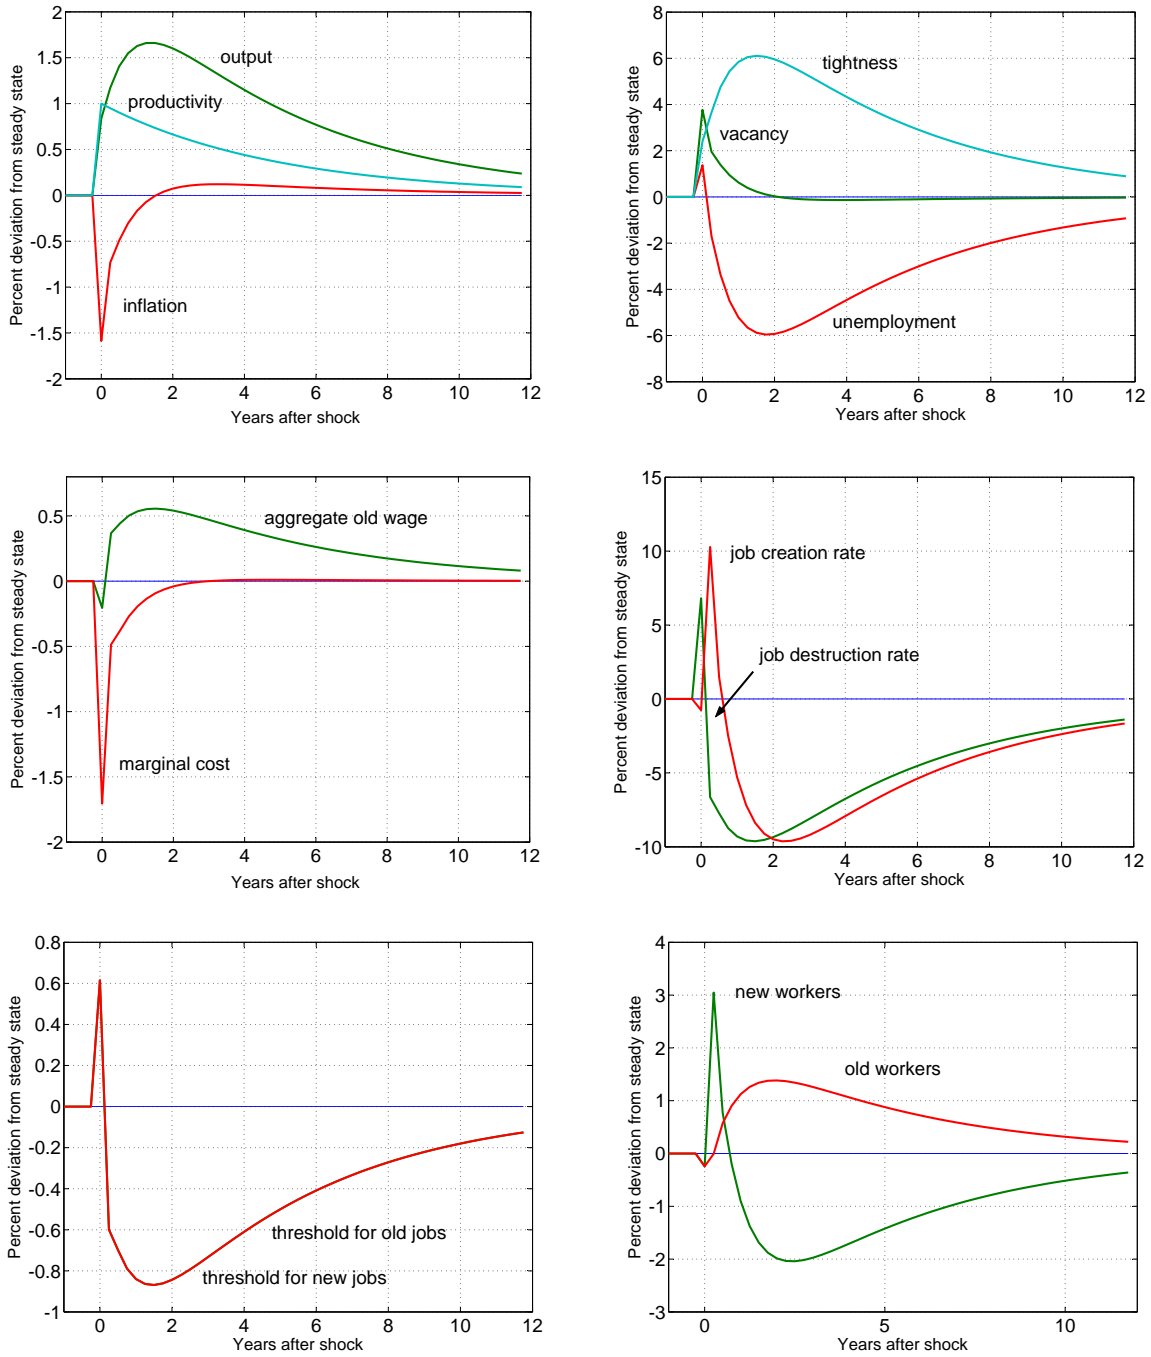 2
1.5
1
0.5
0
-0.5
-1
-1.5
-2
Percent deviation from steady state
output
productivity
inflation
0 2 4 6 8 10 12
Years after shock
8
6
4
2
0
-2
-4
-6
-8
Percent deviation from steady state
tightness
vacancy
unemployment
0 2 4 6 8 10 12
Years after shock
0.5
0
-0.5
-1
-1.5
-2
Percent deviation from steady state
aggregate old wage
marginal cost
0 2 4 6 8 10 12
Years after shock
15
10
5
0
-5
-10
Percent deviation from steady state
job creation rate
job destruction rate
0 2 4 6 8 10 12
Years after shock
0.8
0.6
0.4
0.2
0
-0.2
-0.4
-0.6
-0.8
-1
Percent deviation from steady state
threshold for old jobs
threshold for new jobs
0 2 4 6 8 10 12
Years after shock
4
3
2
1
0
-1
-2
-3
Percent deviation from steady state
new workers
old workers
0 5 10
Years after shock